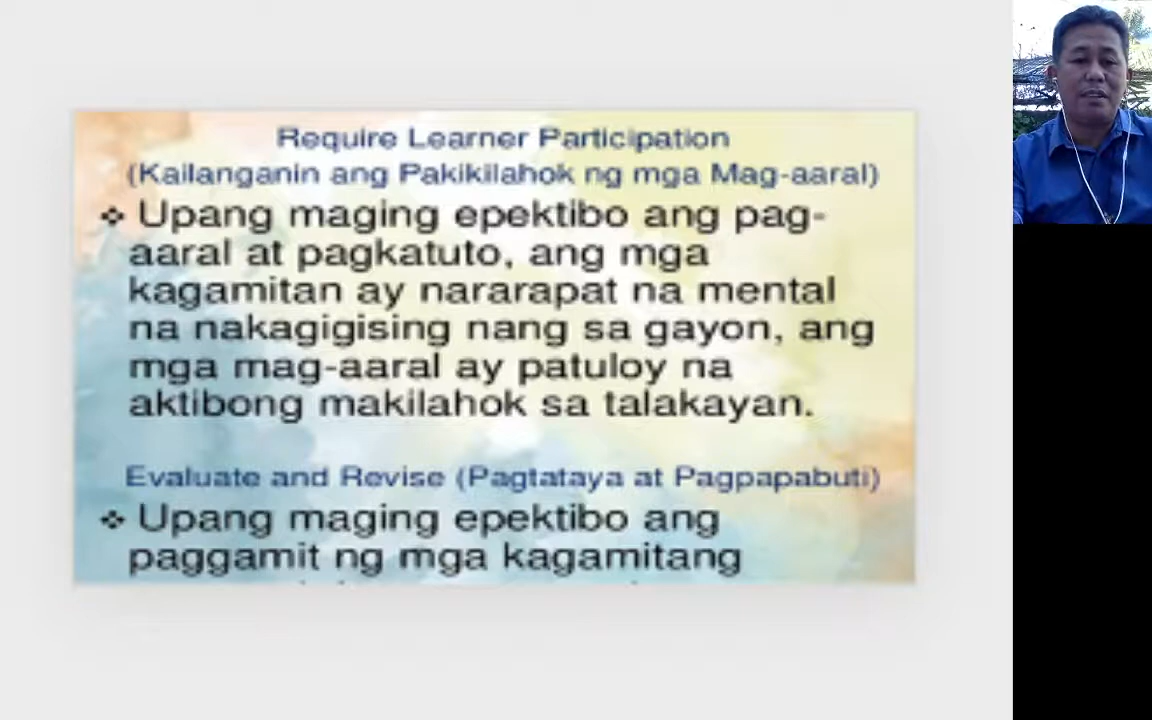 Require Learner Participation
(Kailanganin ang Pakikilahok ng mga Mag-aaral)
❖ Upang maging epektibo ang pag-
aaral at pagkatuto, ang mga
kagamitan ay nararapat na mental
na nakagigising nang sa gayon, ang
mga mag-aaral ay patuloy na
aktibong makilahok sa talakayan.
Evaluate and Revise (Pagtataya at Pagpapabuti)
❖ Upang maging epektibo ang
paggamit ng mga kagamitang